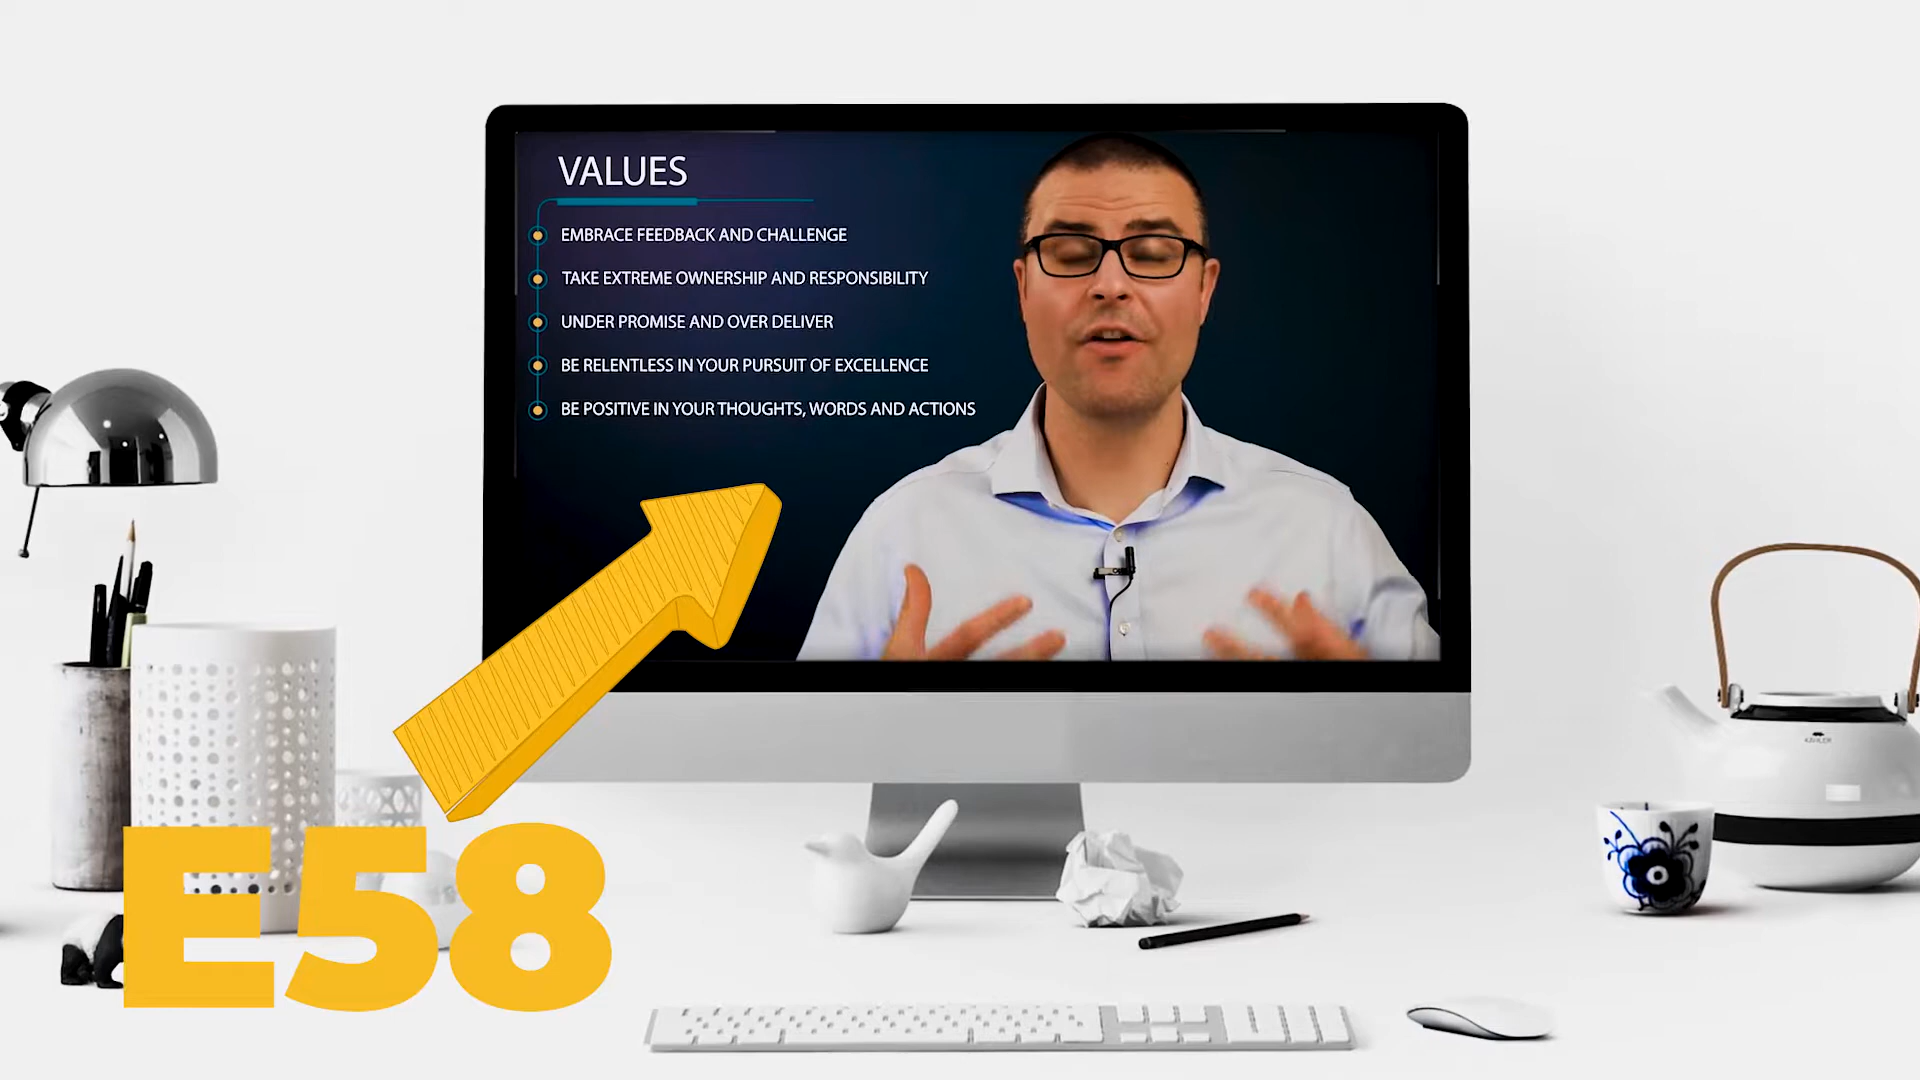 VALUES
EMBRACE FEEDBACK AND CHALLENGE
TAKE EXTREME OWNERSHIP AND RESPONSIBILITY
UNDER PROMISE AND OVER DELIVER
BE RELENTLESS IN YOUR PURSUIT OF EXCELLENCE
BE POSITIVE IN YOUR THOUGHTS, WORDS AND ACTIONS
KÄHLER
E58